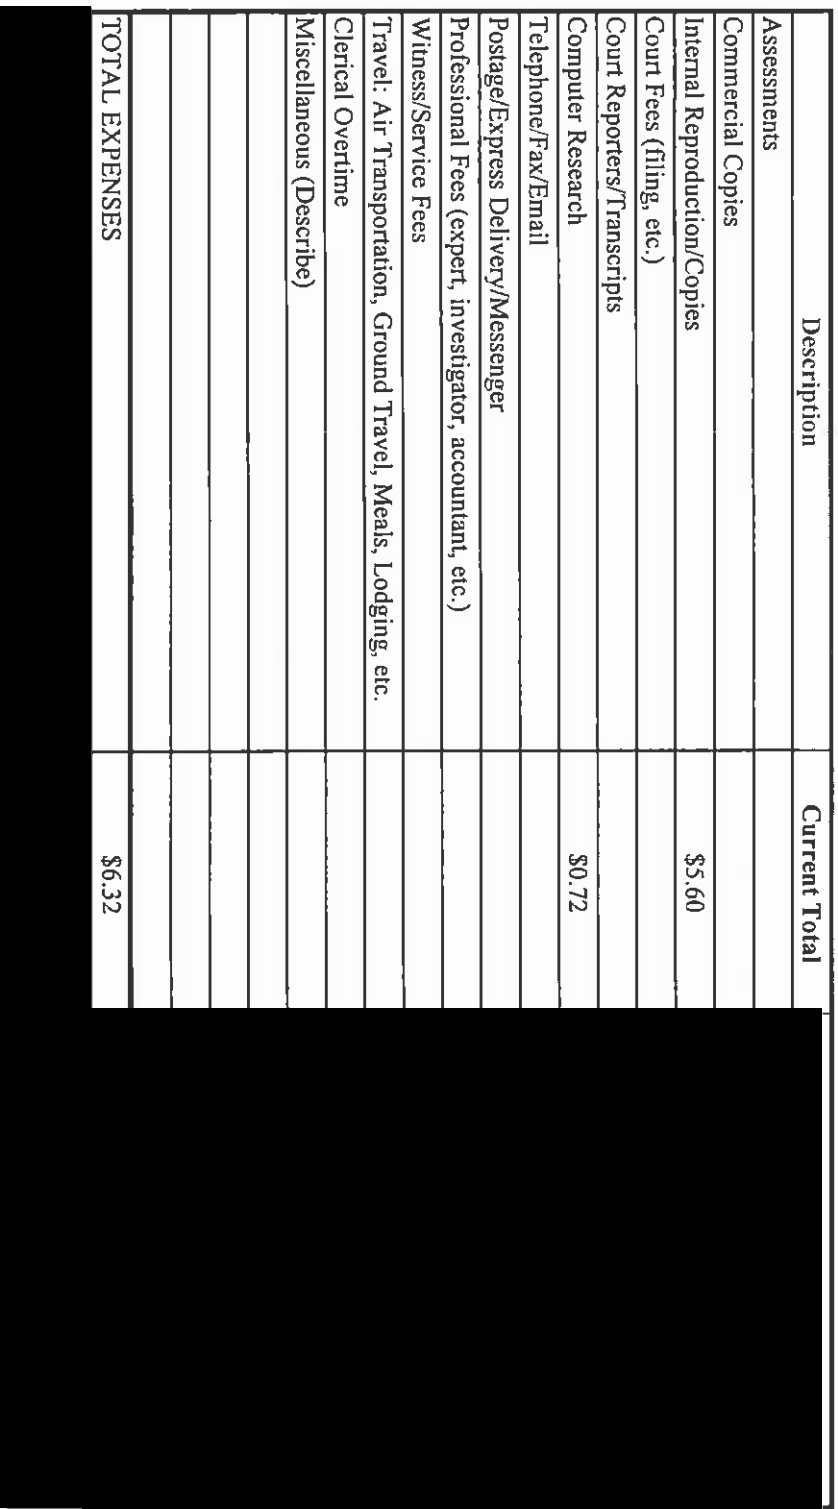 Description Current Total
Assessments
Commercial Copies
Internal Reproduction/Copies $5.60
Court Fees (filing, etc.)
Court Reporters/Transcripts
Computer Research $0.72
Telephone/Fax/Email
Postage/Express Delivery/Messenger
Professional Fees (expert, investigator, accountant, etc.)
Witness/Service Fees
Travel: Air Transportation, Ground Travel, Meals, Lodging, etc.
Clerical Overtime
Miscellaneous (Describe)
TOTAL EXPENSES $6.32